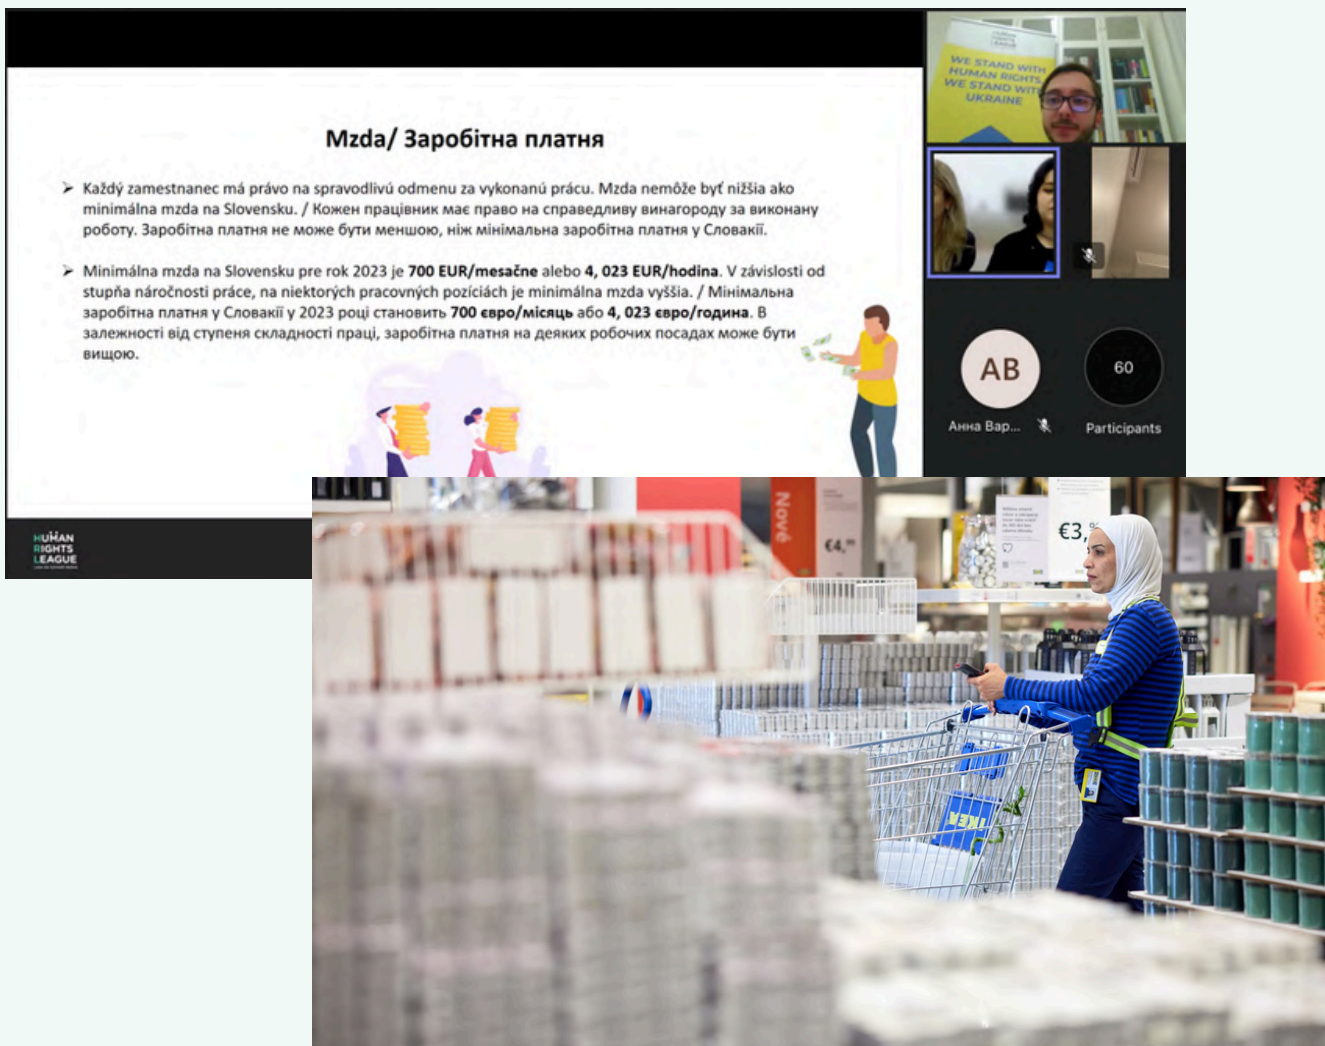 Mzda/ Заробітна платня
➢ Každý zamestnanec má právo na spravodlivú odmenu za vykonanú prácu. Mzda nemôže byť nižšia ako
minimálna mzda na Slovensku. / Кожен працівник має право на справедливу винагороду за виконану
роботу. Заробітна платня не може бути меншою, ніж мінімальна заробітна платня у Словакії.
➢ Minimálna mzda na Slovensku pre rok 2023 je 700 EUR/mesačne alebo 4, 023 EUR/hodina. V závislosti od
stupňa náročnosti práce, na niektorých pracovných pozíciách je minimálna mzda vyššia. / Мінімальна
заробітна платня у Словакії у 2023 році становить 700 євро/місяць або 4, 023 євро/година. В
залежності від ступеня складності праці, заробітна платня на деяких робочих посадах може бути
вищою.
HUMAN
RIGHTS
LEAGUE
HUMAN
RIGHTS
LEAGUE
WE STAND WITH
HUMAN RIGHTS
WE STAND WITH
UKRAINE
AB
Анна Вар...
60
Participants
Nové
€4,
€3,
IKEA